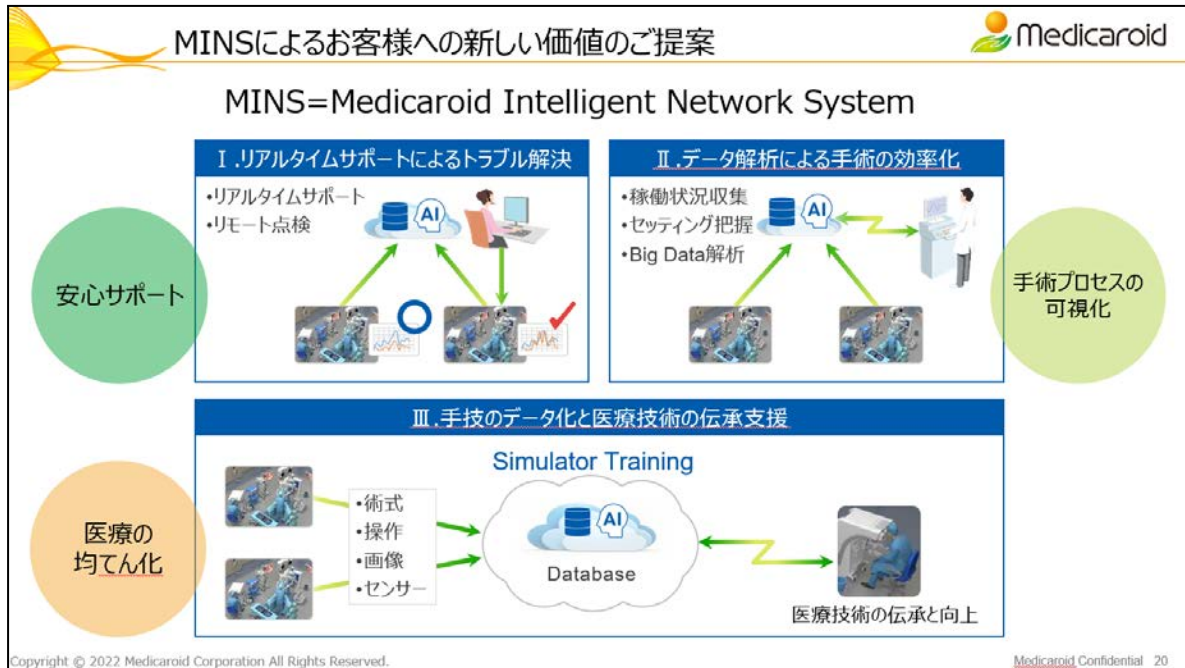 MINSによるお客様への新しい価値のご提案
Medicaroid
MINS=Medicaroid Intelligent Network System
Ⅰ.リアルタイムサポートによるトラブル解決
•リアルタイムサポート
•リモート点検
AI
安心サポート
Ⅱ.データ解析による手術の効率化
•稼働状況収集
•セッティング把握
•Big Data解析
AI
手術プロセスの
可視化
Ⅲ.手技のデータ化と医療技術の伝承支援
医療の
均てん化
•術式
•操作
•画像
•センサー
Simulator Training
AI
Database
医療技術の伝承と向上
Copyright © 2022 Medicaroid Corporation All Rights Reserved.
Medicaroid Confidential 20